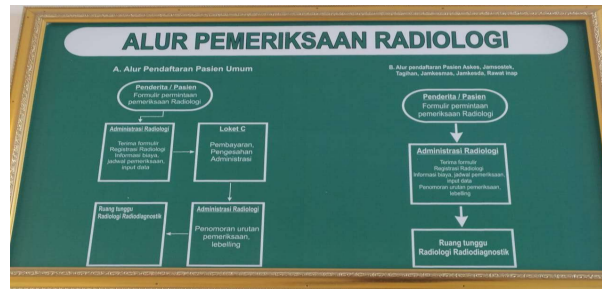 ALUR PEMERIKSAAN RADIOLOGI
A. Alur Pendaftaran Pasien Umum
Penderita / Pasien
Formulir permintaan
pemeriksaan Radiologi
Administrasi Radiologi
Terima formulir
Registrasi Radiologi
Informasi biaya,
jadwal pemeriksaan,
input data
Loket C
Pembayaran,
Pengesahan
Administrasi
Administrasi Radiologi
Penomoran urutan
pemeriksaan,
lebelling
Ruang tunggu
Radiologi Radiodiagnostik
B. Alur pendaftaran Pasien Askes, Jamsostek,
Tagihan, Jamkesmas, Jamkesda, Rawat inap
Penderita / Pasien
Formulir permintaan
pemeriksaan Radiologi
Administrasi Radiologi
Terima formulir
Registrasi Radiologi
Informasi biaya, jadwal pemeriksaan,
input data
Penomoran urutan pemeriksaan,
lebelling
Ruang tunggu
Radiologi Radiodiagnostik